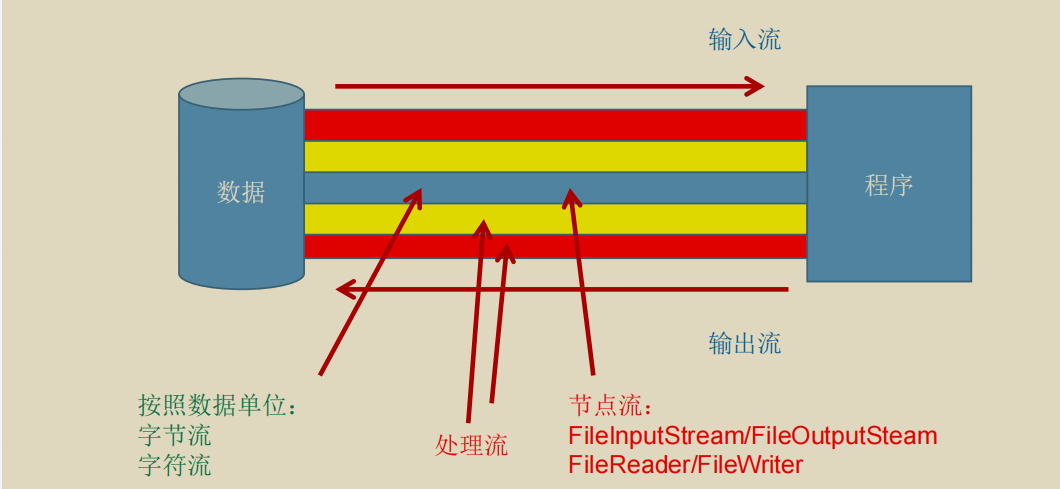 输入流
数据
程序
输出流
按照数据单位：
字节流
字符流
处理流
节点流：
FileInputStream/FileOutputSteam
FileReader/FileWriter